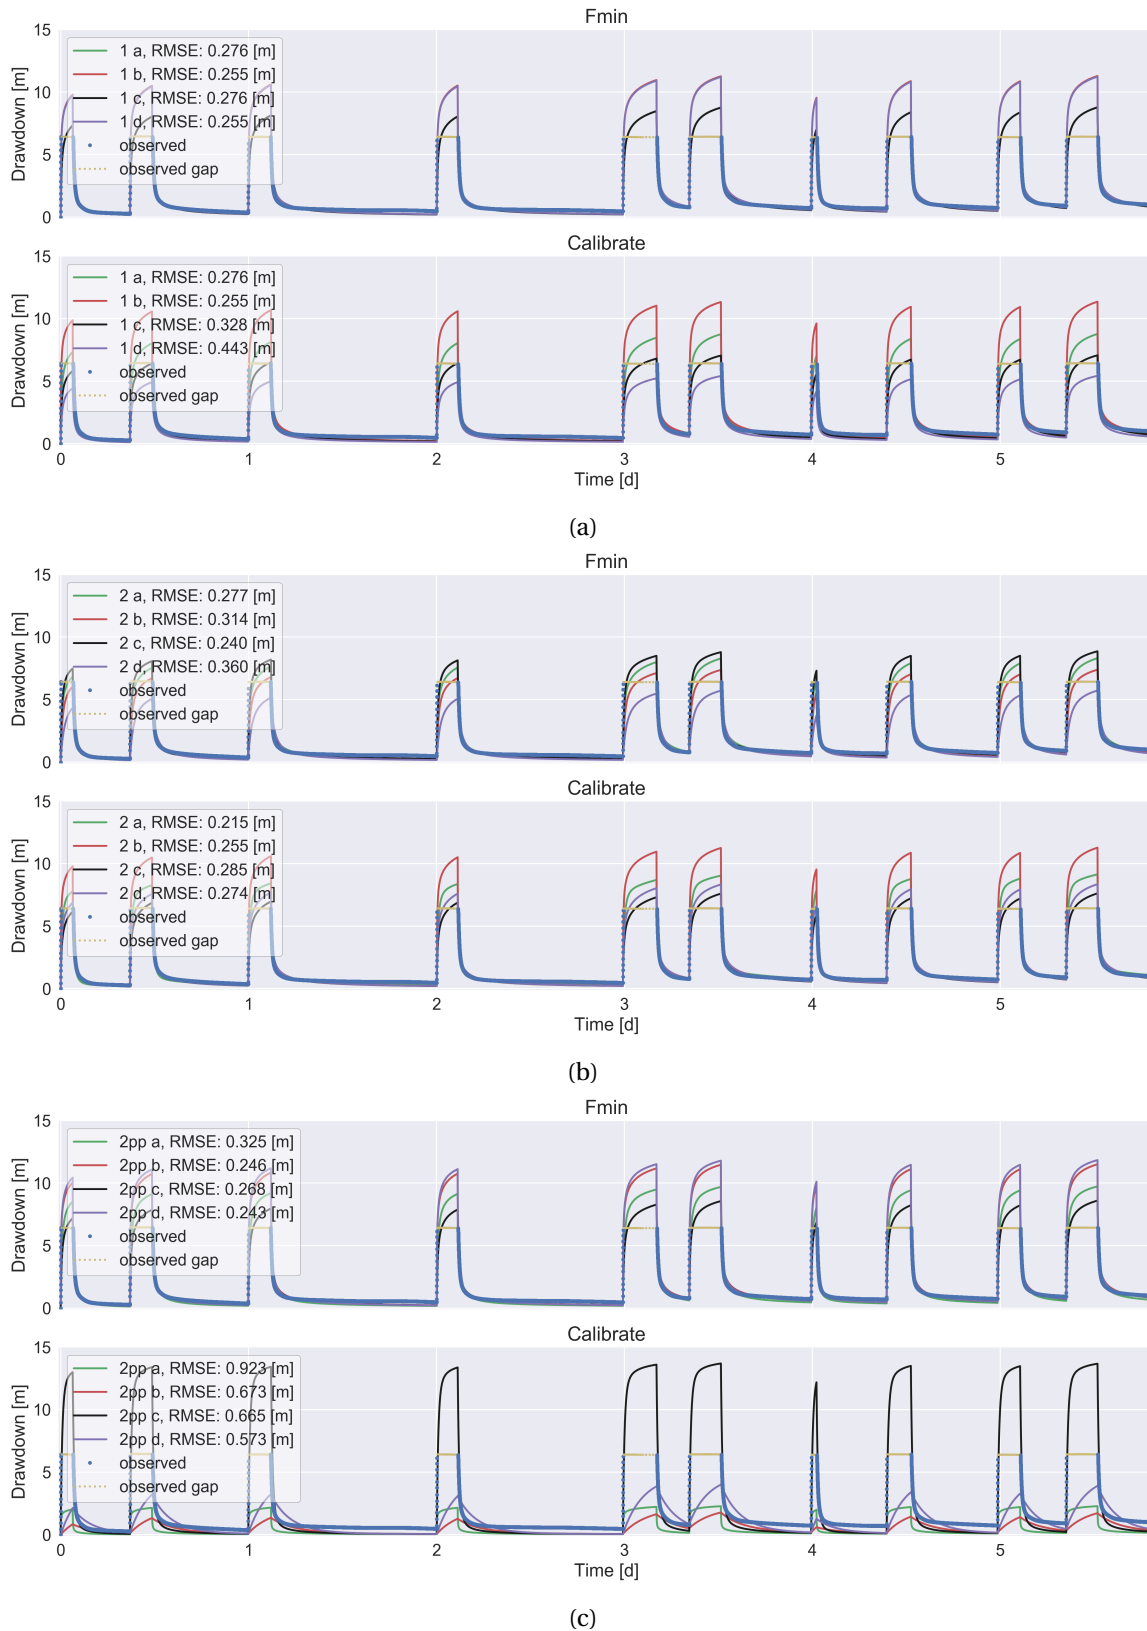 Fmin
15
10
5
0
Drawdown [m]
1 a, RMSE: 0.276 [m]
1 b, RMSE: 0.255 [m]
1 c, RMSE: 0.276 [m]
1 d, RMSE: 0.255 [m]
observed
observed gap
Calibrate
15
10
5
0
Drawdown [m]
1 a, RMSE: 0.276 [m]
1 b, RMSE: 0.255 [m]
1 c, RMSE: 0.328 [m]
1 d, RMSE: 0.443 [m]
observed
observed gap
0 1 2 3 4 5
Time [d]
(a)
Fmin
15
10
5
0
Drawdown [m]
2 a, RMSE: 0.277 [m]
2 b, RMSE: 0.314 [m]
2 c, RMSE: 0.240 [m]
2 d, RMSE: 0.360 [m]
observed
observed gap
Calibrate
15
10
5
0
Drawdown [m]
2 a, RMSE: 0.215 [m]
2 b, RMSE: 0.255 [m]
2 c, RMSE: 0.285 [m]
2 d, RMSE: 0.274 [m]
observed
observed gap
0 1 2 3 4 5
Time [d]
(b)
Fmin
15
10
5
0
Drawdown [m]
2pp a, RMSE: 0.325 [m]
2pp b, RMSE: 0.246 [m]
2pp c, RMSE: 0.268 [m]
2pp d, RMSE: 0.243 [m]
observed
observed gap
Calibrate
15
10
5
0
Drawdown [m]
2pp a, RMSE: 0.923 [m]
2pp b, RMSE: 0.673 [m]
2pp c, RMSE: 0.665 [m]
2pp d, RMSE: 0.573 [m]
observed
observed gap
0 1 2 3 4 5
Time [d]
(c)